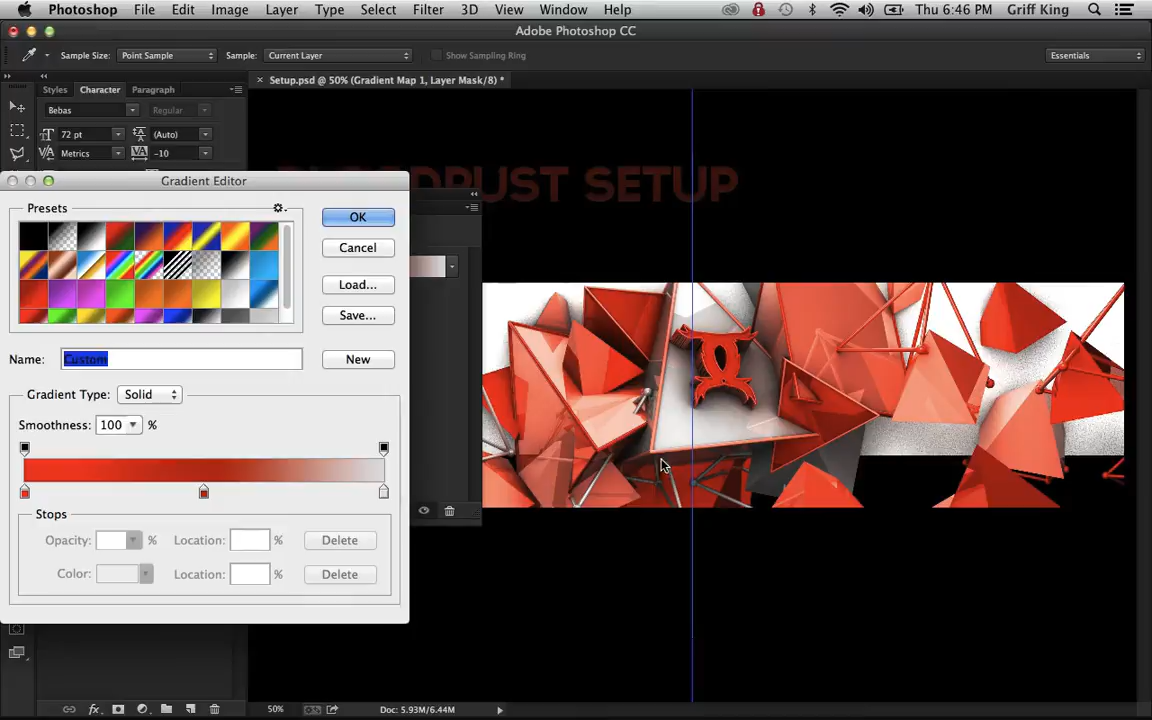 Photoshop File Edit Image Layer Type Select Filter 3D View Window Help Thu 6:46 PM Griff King
Adobe Photoshop CC
Sample Size: Point Sample Sample: Current Layer Show Sampling Ring Essentials
Setup.psd @ 50% (Gradient Map 1, Layer Mask/8) *
Styles Character Paragraph
Bebas Regular
72 pt (Auto)
Metrics -10
SETUP
Gradient Editor
Presets
OK
Cancel
Load...
Save...
Name: Custom New
Gradient Type: Solid
Smoothness: 100 %
Stops
Opacity: % Location: % Delete
Color: Location: % Delete
50% Doc: 5.93M/6.44M